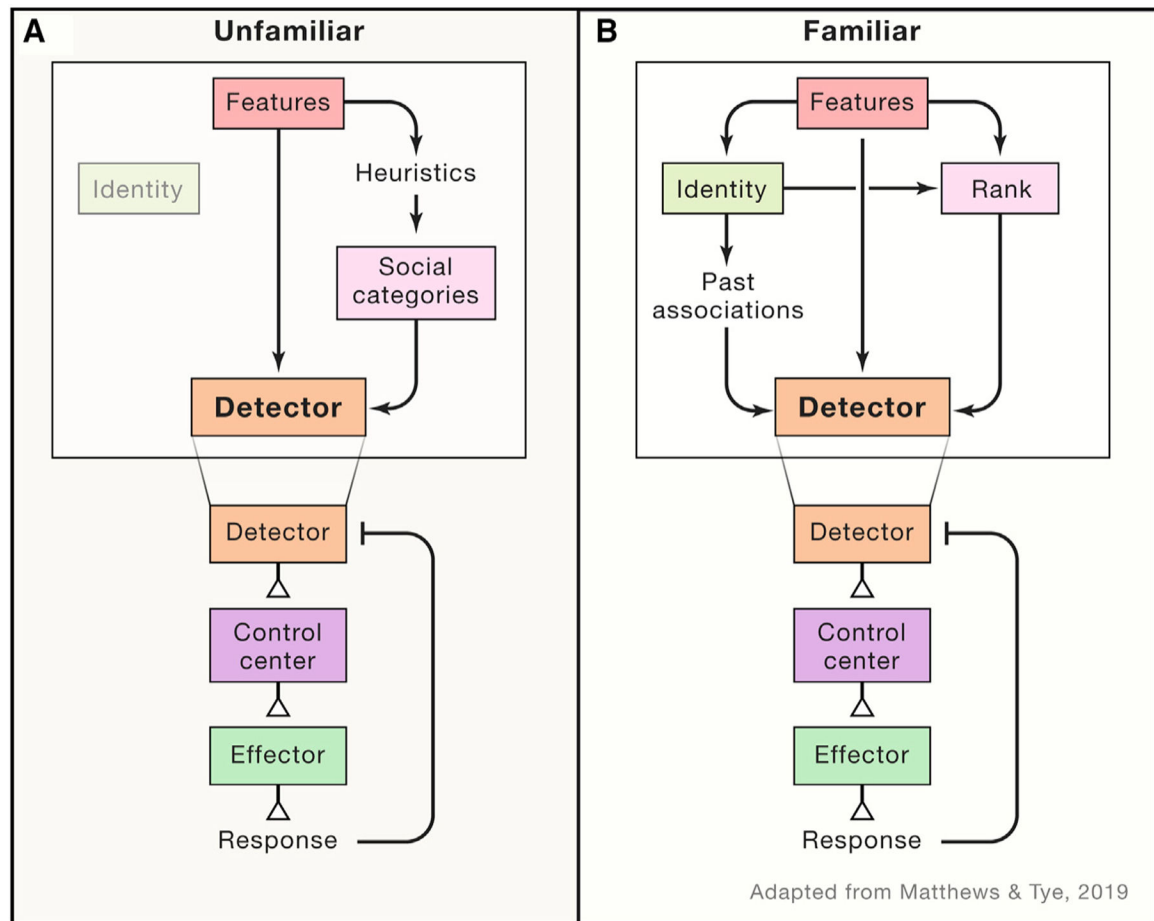 A
Unfamiliar
Features
Heuristics
Identity
Social
categories
Detector
Detector
Control
center
Effector
Response
B
Familiar
Features
Identity
Rank
Past
associations
Detector
Detector
Control
center
Effector
Response
Adapted from Matthews & Tye, 2019